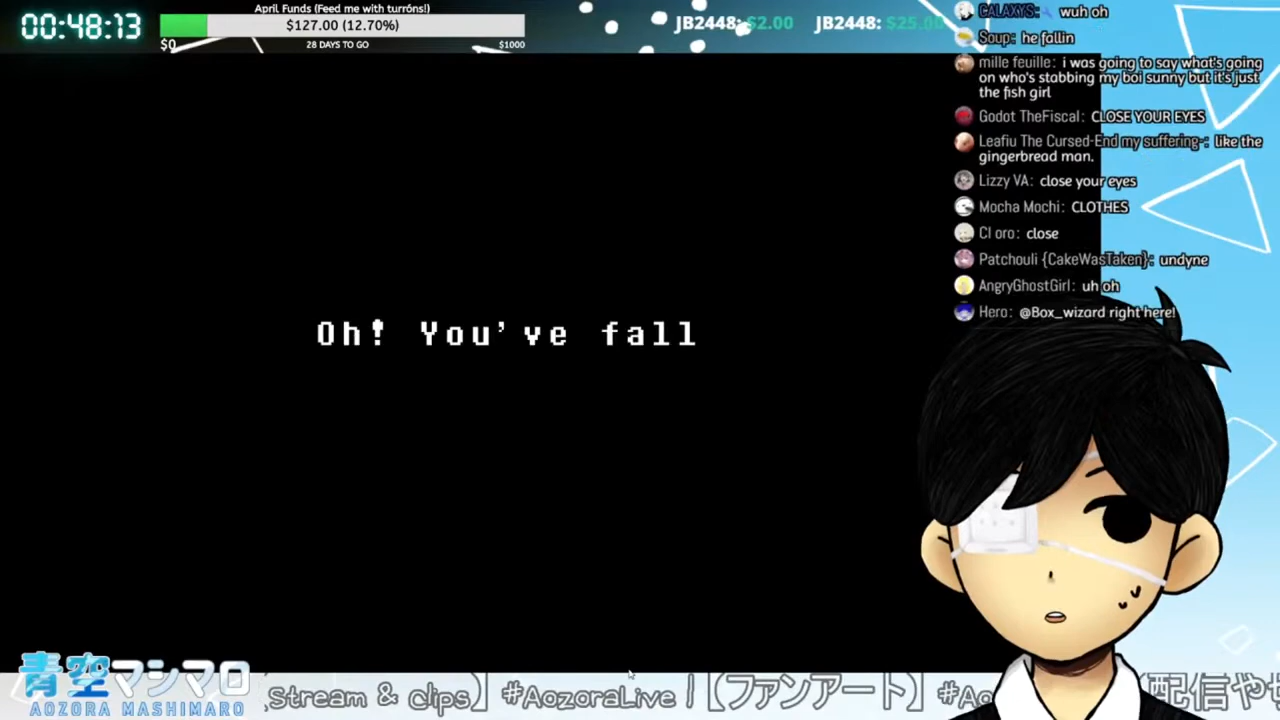 00:48:13
April Funds (Feed me with turróns!)
$127.00 (12.70%)
$0
28 DAYS TO GO
$1000
JB2448: $2.00
JB2448: $25.00
CALAXYS: wuh oh
Soup: he fallin
mille feuille: i was going to say what's going
on who's stabbing my boi sunny but it's just
the fish girl
Godot TheFiscal: CLOSE YOUR EYES
Leafiu The Cursed-End my suffering-: like the
gingerbread man.
Lizzy VA: close your eyes
Mocha Mochi: CLOTHES
Cl oro: close
Patchouli {CakeWasTaken}: undyne
AngryGhostGirl: uh oh
Hero: @Box_wizard right here!
Oh! You've fall
青空マシマロ
AOZORA MASHIMARO
Stream & clips】 #AozoraLive /【ファンアート】 #Ao
配信や